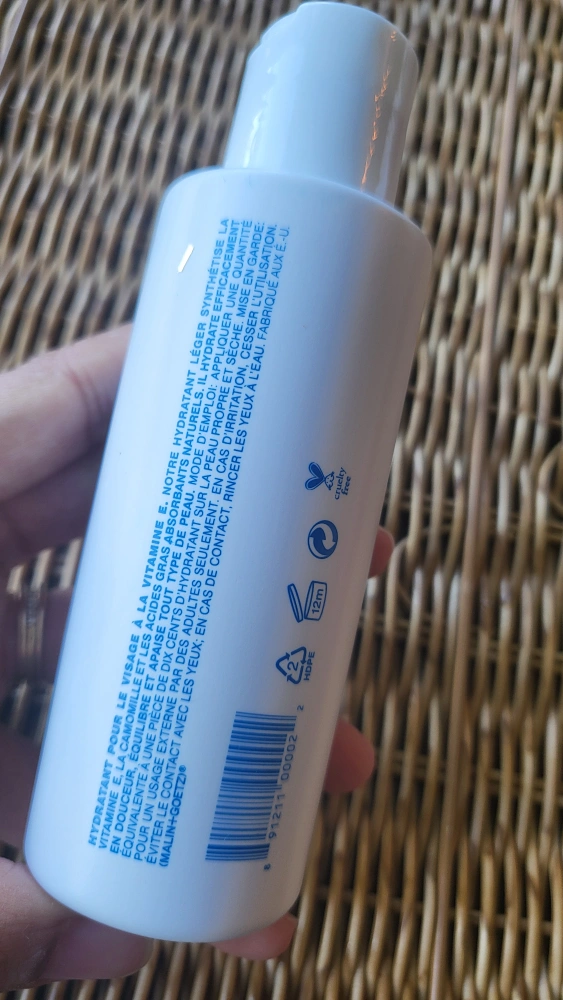 HYDRATANT POUR LE VISAGE À LA VITAMINE E. NOTRE HYDRATANT LÉGER SYNTHÉTISE LA
VITAMINE E, LA CAMOMILLE ET LES ACIDES GRAS ABSORBANTS NATURELS. IL HYDRATE EFFICACEMENT
EN DOUCEUR, ÉQUILIBRE ET APAISE TOUT TYPE DE PEAU. MODE D'EMPLOI: APPLIQUER UNE QUANTITÉ
ÉQUIVALENTE À UNE PIÈCE DE DIX CENTS D'HYDRATANT SUR LA PEAU PROPRE ET SÈCHE. MISE EN GARDE:
POUR UN USAGE EXTERNE PAR DES ADULTES SEULEMENT. EN CAS D'IRRITATION, CESSER L'UTILISATION.
ÉVITER LE CONTACT AVEC LES YEUX; EN CAS DE CONTACT, RINCER LES YEUX À L'EAU. FABRIQUÉ AUX É.-U.
(MALIN+GOETZ)®
cruelty
free
12m
2
HDPE
8 91211 00002 2